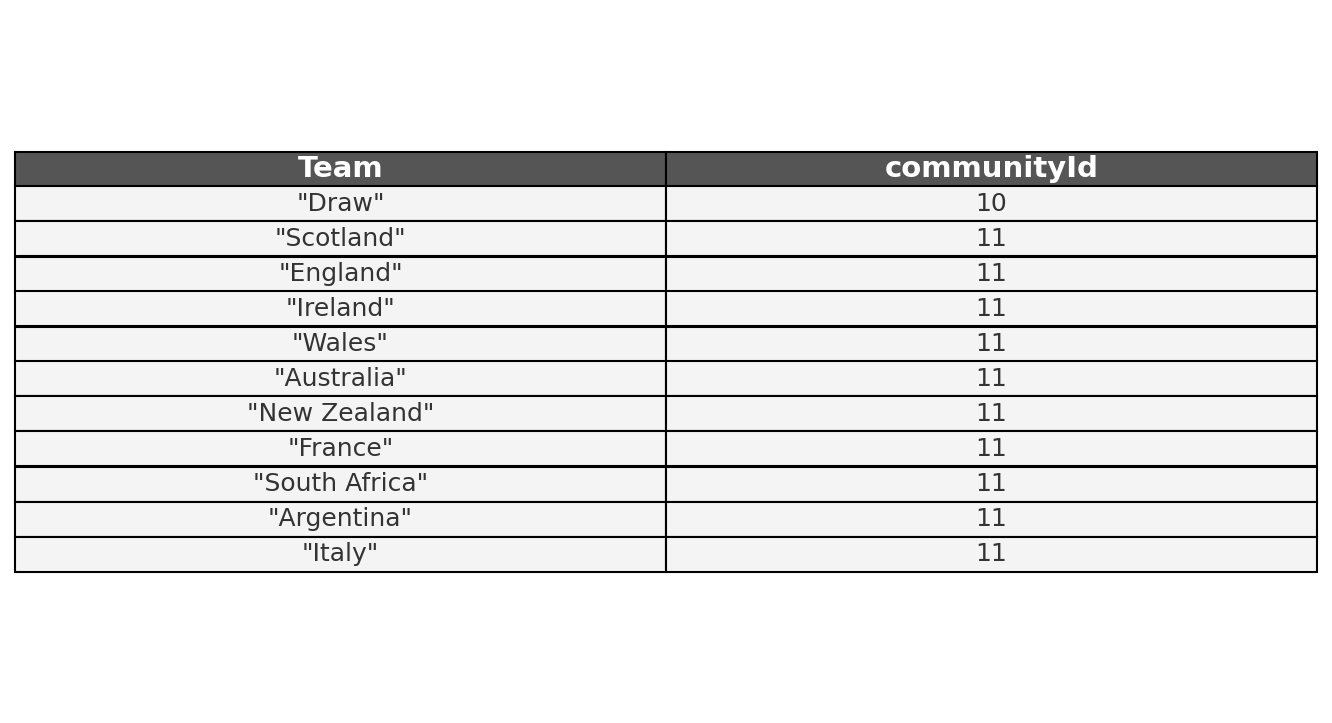 Team communityId
"Draw" 10
"Scotland" 11
"England" 11
"Ireland" 11
"Wales" 11
"Australia" 11
"New Zealand" 11
"France" 11
"South Africa" 11
"Argentina" 11
"Italy" 11